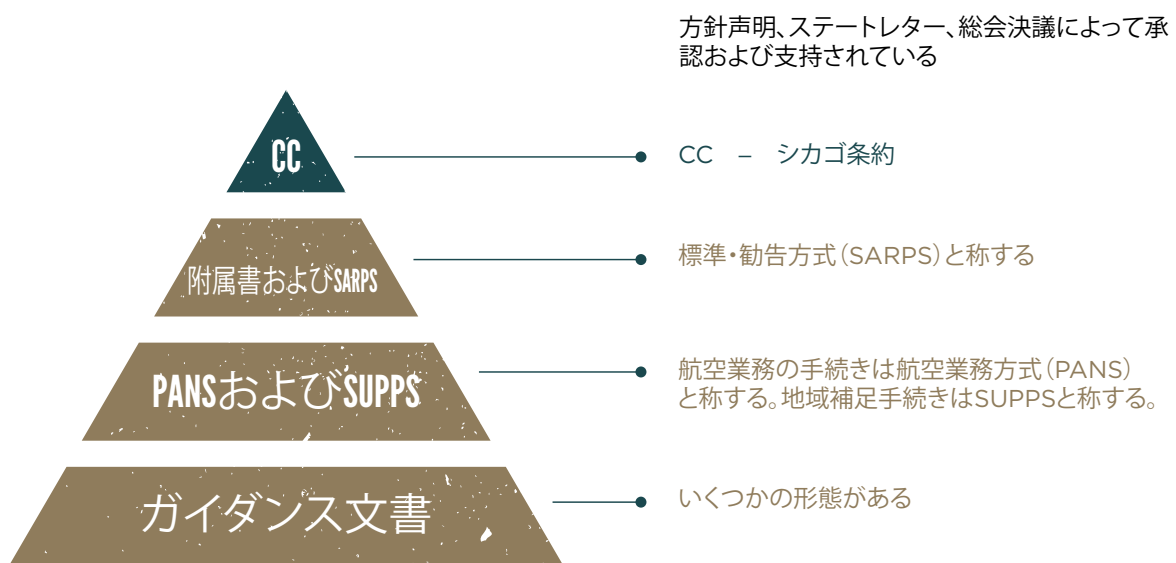 方針声明、ステートレター、総会決議によって承
認および支持されている
CC
CC – シカゴ条約
附属書およびSARPS
標準・勧告方式(SARPS)と称する
PANSおよびSUPPS
航空業務の手続きは航空業務方式(PANS)
と称する。地域補足手続きはSUPPSと称する。
ガイダンス文書
いくつかの形態がある